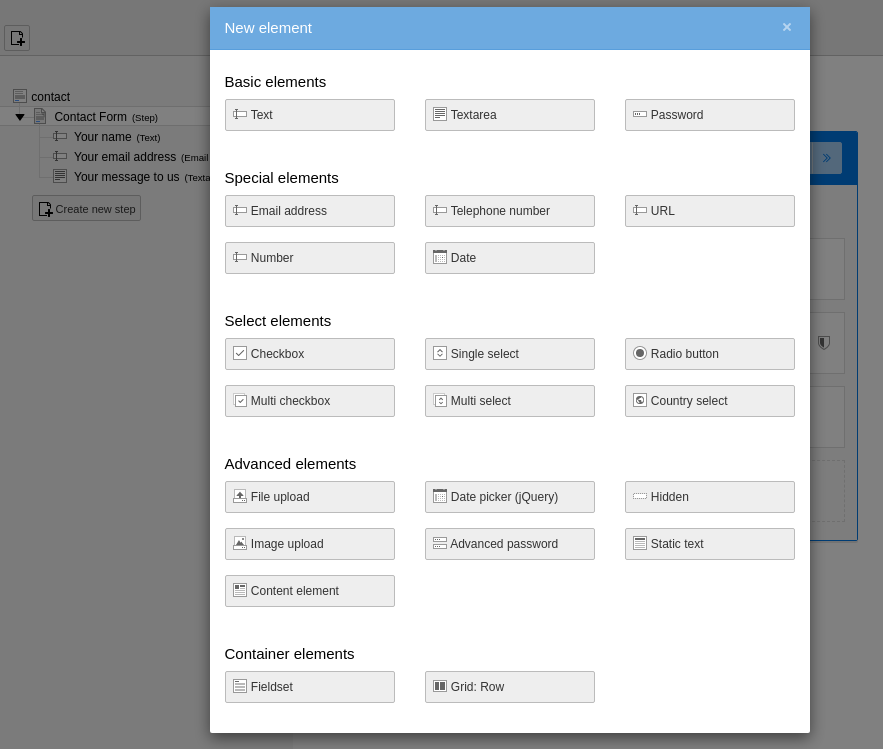 New element ×
contact
Contact Form (Step)
Your name (Text)
Your email address (Email
Your message to us (Texta
Create new step
Basic elements
Text Textarea Password
Special elements
Email address Telephone number URL
Number Date
Select elements
Checkbox Single select Radio button
Multi checkbox Multi select Country select
Advanced elements
File upload Date picker (jQuery) Hidden
Image upload Advanced password Static text
Content element
Container elements
Fieldset Grid: Row